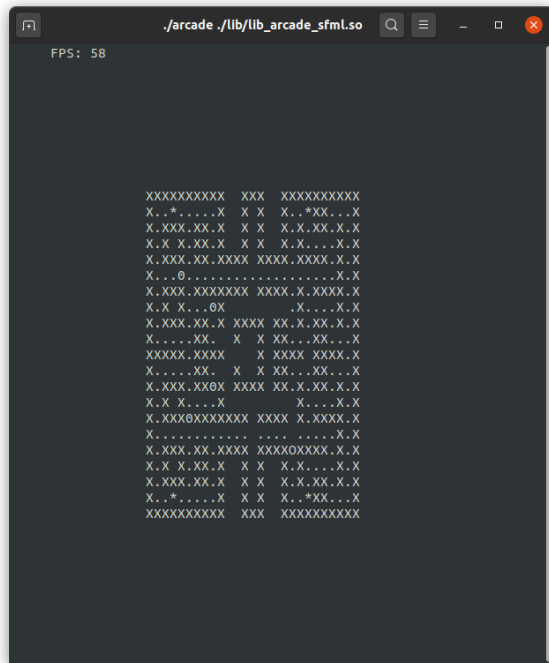 ./arcade ./lib/lib_arcade_sfml.so
FPS: 58
XXXXXXXXXX  XXX  XXXXXXXXXX
X..*.....X  X X  X..*XX...X
X.XXX.XX.X  X X  X.X.XX.X.X
X.X X.XX.X  X X  X.X....X.X
X.XXX.XX.XXXX XXXX.XXXX.X.X
X...0...................X.X
X.XXX.XXXXXXX XXXX.X.XXXX.X
X.X X...0X        .X....X.X
X.XXX.XX.X XXXX XX.X.XX.X.X
X.....XX.  X  X XX...XX...X
XXXXX.XXXX    X XXXX XXXX.X
X.....XX.  X  X XX...XX...X
X.XXX.XX0X XXXX XX.X.XX.X.X
X.X X....X         X....X.X
X.XXX0XXXXXXX XXXX X.XXXX.X
X............ .... .....X.X
X.XXX.XX.XXXX XXXXOXXXX.X.X
X.X X.XX.X  X X  X.X....X.X
X.XXX.XX.X  X X  X.X.XX.X.X
X..*.....X  X X  X..*XX...X
XXXXXXXXXX  XXX  XXXXXXXXXX